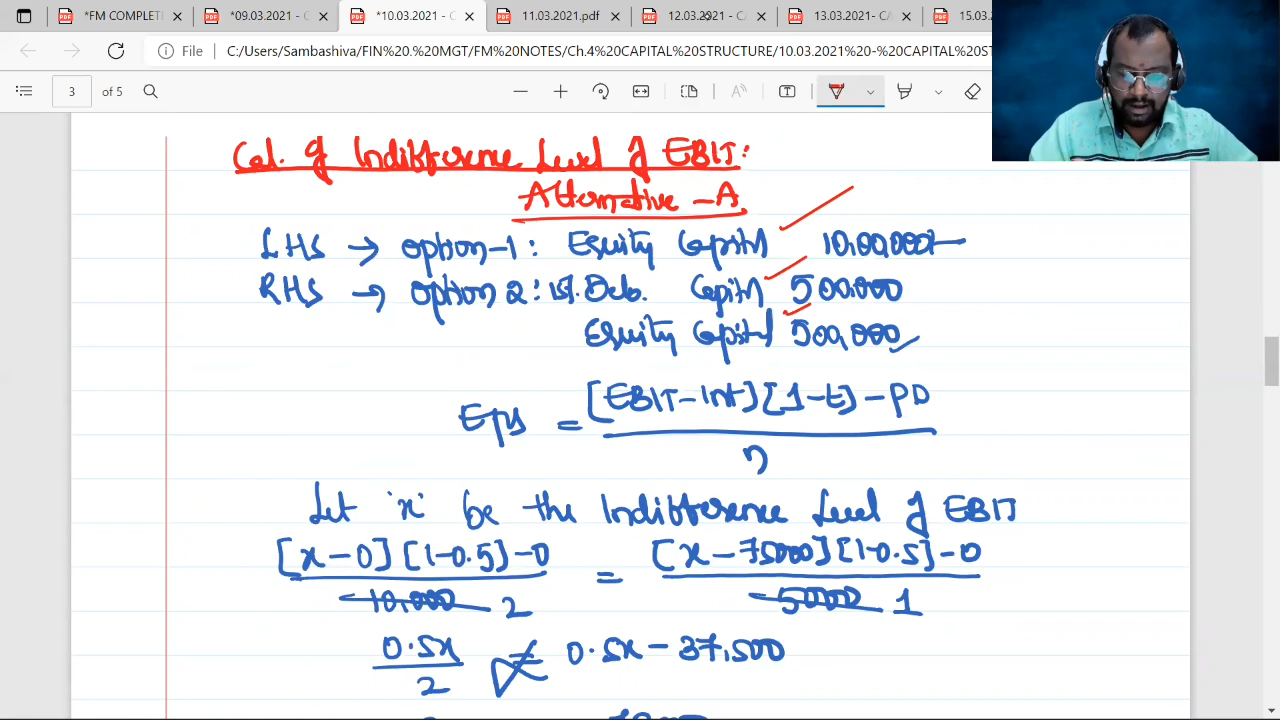 *FM COMPLETE *09.03.2021 - C *10.03.2021 - C 11.03.2021.pdf 12.03.2021 - CA 13.03.2021- CA 15.03
File C:/Users/Sambashiva/FIN%20.%20MGT/FM%20NOTES/Ch.4%20CAPITAL%20STRUCTURE/10.03.2021%20-%20CAPITAL%20ST
3 of 5
Cal. of Indifference Level of EBIT:
Alternative - A
LHS → option-1: Equity Capital 10,00,000/-
RHS → option 2: 15% Deb. Capital 500,000
Equity Capital 500,000
Eps = [EBIT-Int][1-t] - PD
n
Let 'x' be the Indifference Level of EBIT
[x-0][1-0.5]-0 = [x-75000][1-0.5]-0
10,000 2 5000 1
0.5x = 0.5x - 37,500
2